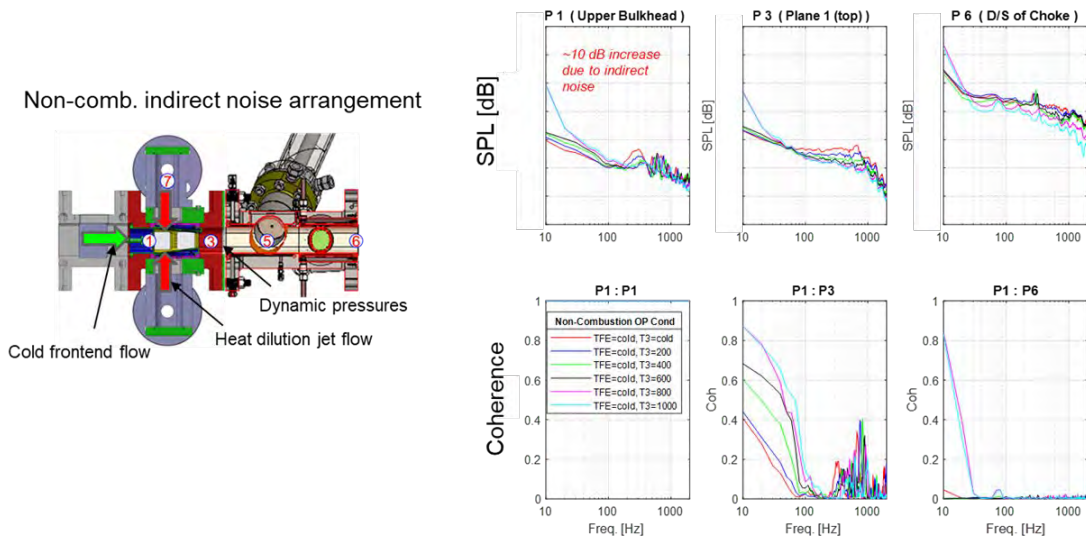 Non-comb. indirect noise arrangement
7
1
3
5
6
Dynamic pressures
Heat dilution jet flow
Cold frontend flow
P 1 ( Upper Bulkhead )
P 3 ( Plane 1 (top) )
P 6 ( D/S of Choke )
~10 dB increase
due to indirect
noise
SPL [dB]
SPL [dB]
SPL [dB]
10 100 1000
10 100 1000
10 100 1000
P1 : P1
P1 : P3
P1 : P6
Coherence
1
0.8
0.6
0.4
0.2
0
Non-Combustion OP Cond
TFE=cold, T3=cold
TFE=cold, T3=200
TFE=cold, T3=400
TFE=cold, T3=600
TFE=cold, T3=800
TFE=cold, T3=1000
10 100 1000
Freq. [Hz]
Coh
1
0.8
0.6
0.4
0.2
0
10 100 1000
Freq. [Hz]
Coh
1
0.8
0.6
0.4
0.2
0
10 100 1000
Freq. [Hz]